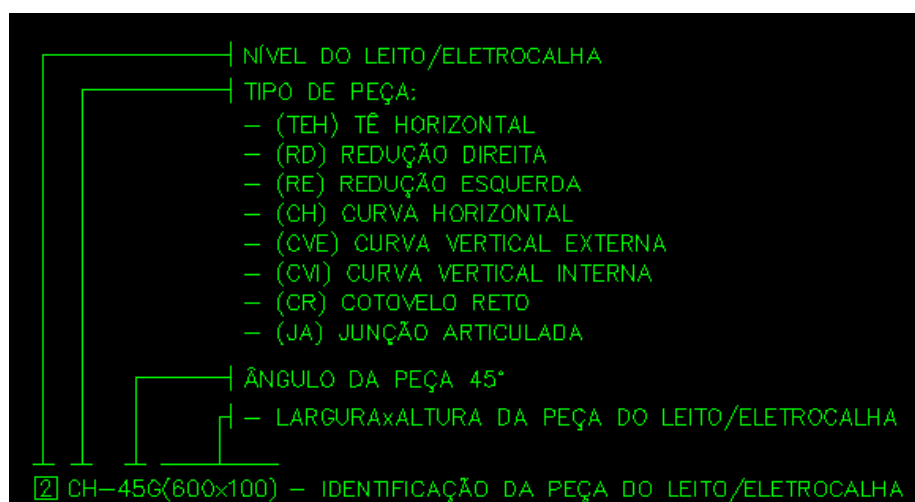 NÍVEL DO LEITO/ELETROCALHA
TIPO DE PEÇA:
– (TEH) TÊ HORIZONTAL
– (RD) REDUÇÃO DIREITA
– (RE) REDUÇÃO ESQUERDA
– (CH) CURVA HORIZONTAL
– (CVE) CURVA VERTICAL EXTERNA
– (CVI) CURVA VERTICAL INTERNA
– (CR) COTOVELO RETO
– (JA) JUNÇÃO ARTICULADA
ÂNGULO DA PEÇA 45°
– LARGURAxALTURA DA PEÇA DO LEITO/ELETROCALHA
2 CH–45G(600x100) – IDENTIFICAÇÃO DA PEÇA DO LEITO/ELETROCALHA